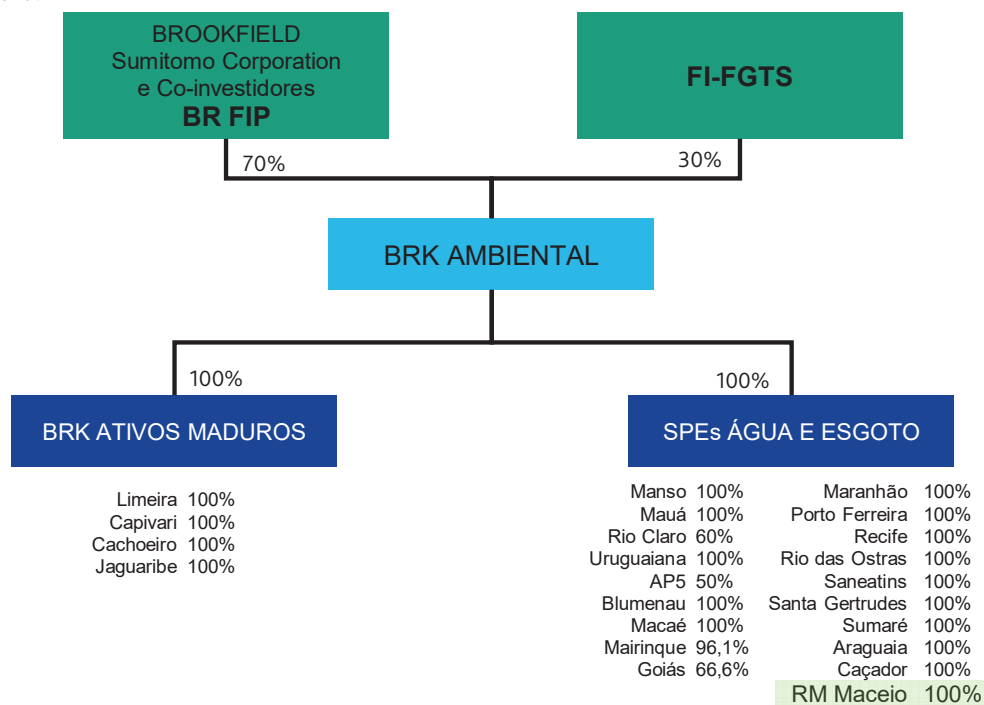 BROOKFIELD
Sumitomo Corporation
e Co-investidores
BR FIP
FI-FGTS
70%
30%
BRK AMBIENTAL
100%
100%
BRK ATIVOS MADUROS
SPEs ÁGUA E ESGOTO
Limeira 100%
Capivari 100%
Cachoeiro 100%
Jaguaribe 100%
Manso 100%
Mauá 100%
Rio Claro 60%
Uruguaiana 100%
AP5 50%
Blumenau 100%
Macaé 100%
Mairinque 96,1%
Goiás 66,6%
Maranhão 100%
Porto Ferreira 100%
Recife 100%
Rio das Ostras 100%
Saneatins 100%
Santa Gertrudes 100%
Sumaré 100%
Araguaia 100%
Caçador 100%
RM Maceio 100%